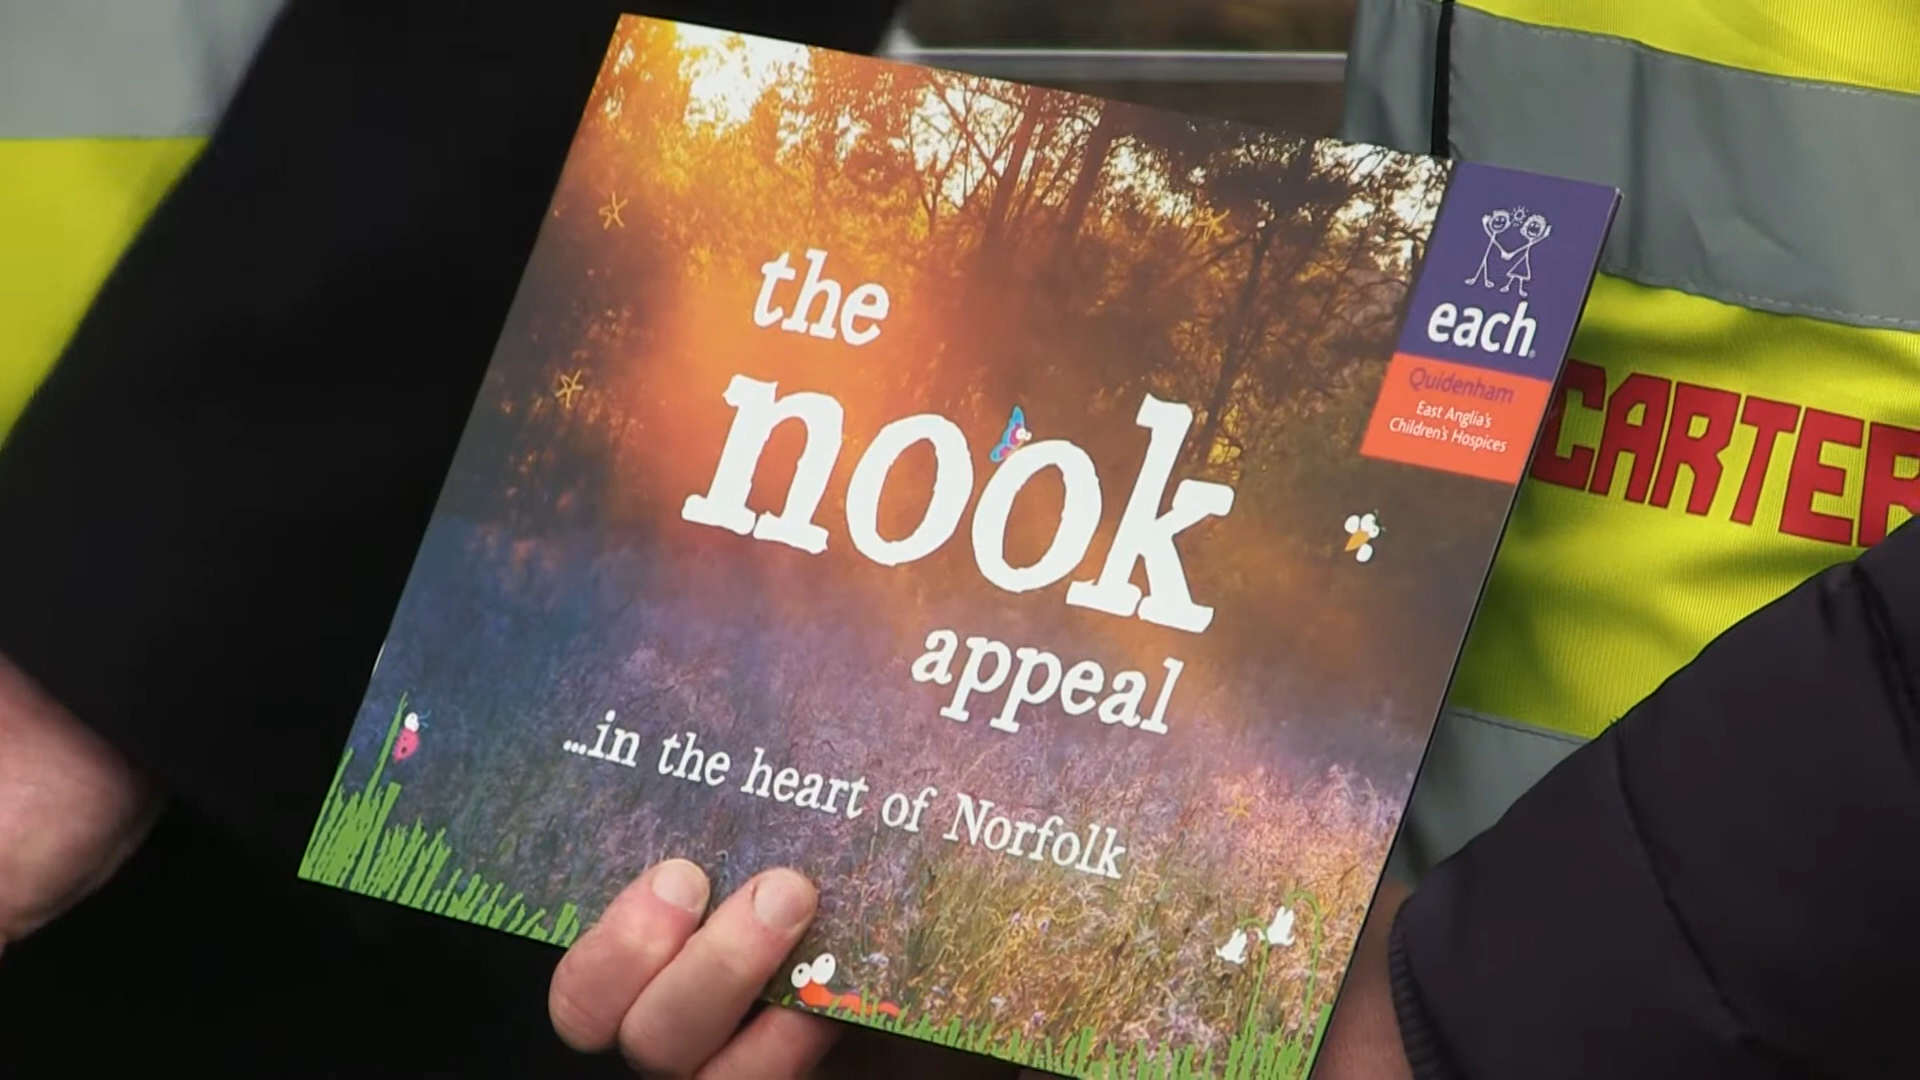 the
nook
appeal
...in the heart of Norfolk
each
Quidenham
East Anglia's
Children's Hospices
CARTER